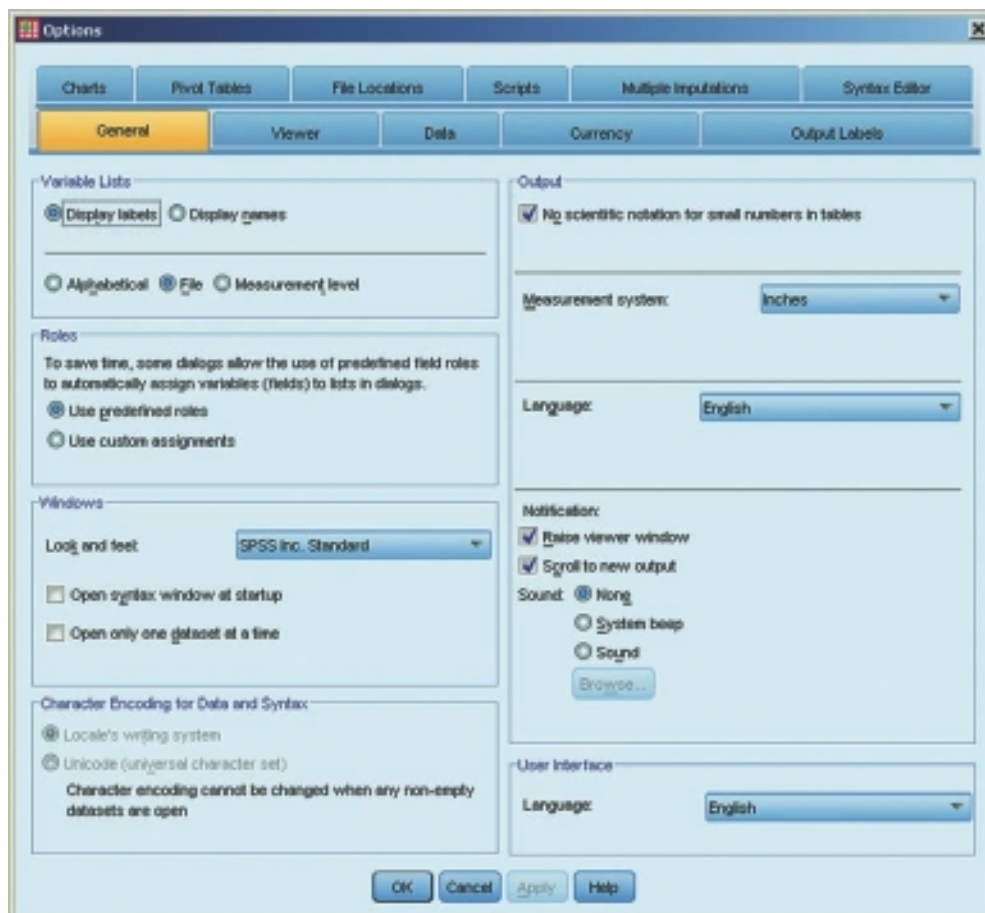 Options
Charts
Pivot Tables
File Locations
Scripts
Multiple Imputations
Syntax Editor
General
Viewer
Data
Currency
Output Labels
Variable Lists
Display labels
Display names
Alphabetical
File
Measurement level
Roles
To save time, some dialogs allow the use of predefined field roles
to automatically assign variables (fields) to lists in dialogs.
Use predefined roles
Use custom assignments
Windows
Look and feel:
SPSS Inc. Standard
Open syntax window at startup
Open only one dataset at a time
Character Encoding for Data and Syntax
Locale's writing system
Unicode (universal character set)
Character encoding cannot be changed when any non-empty
datasets are open
Output
No scientific notation for small numbers in tables
Measurement system:
Inches
Language:
English
Notification:
Raise viewer window
Scroll to new output
Sound:
None
System beep
Sound
Browse...
User Interface
Language:
English
OK
Cancel
Apply
Help